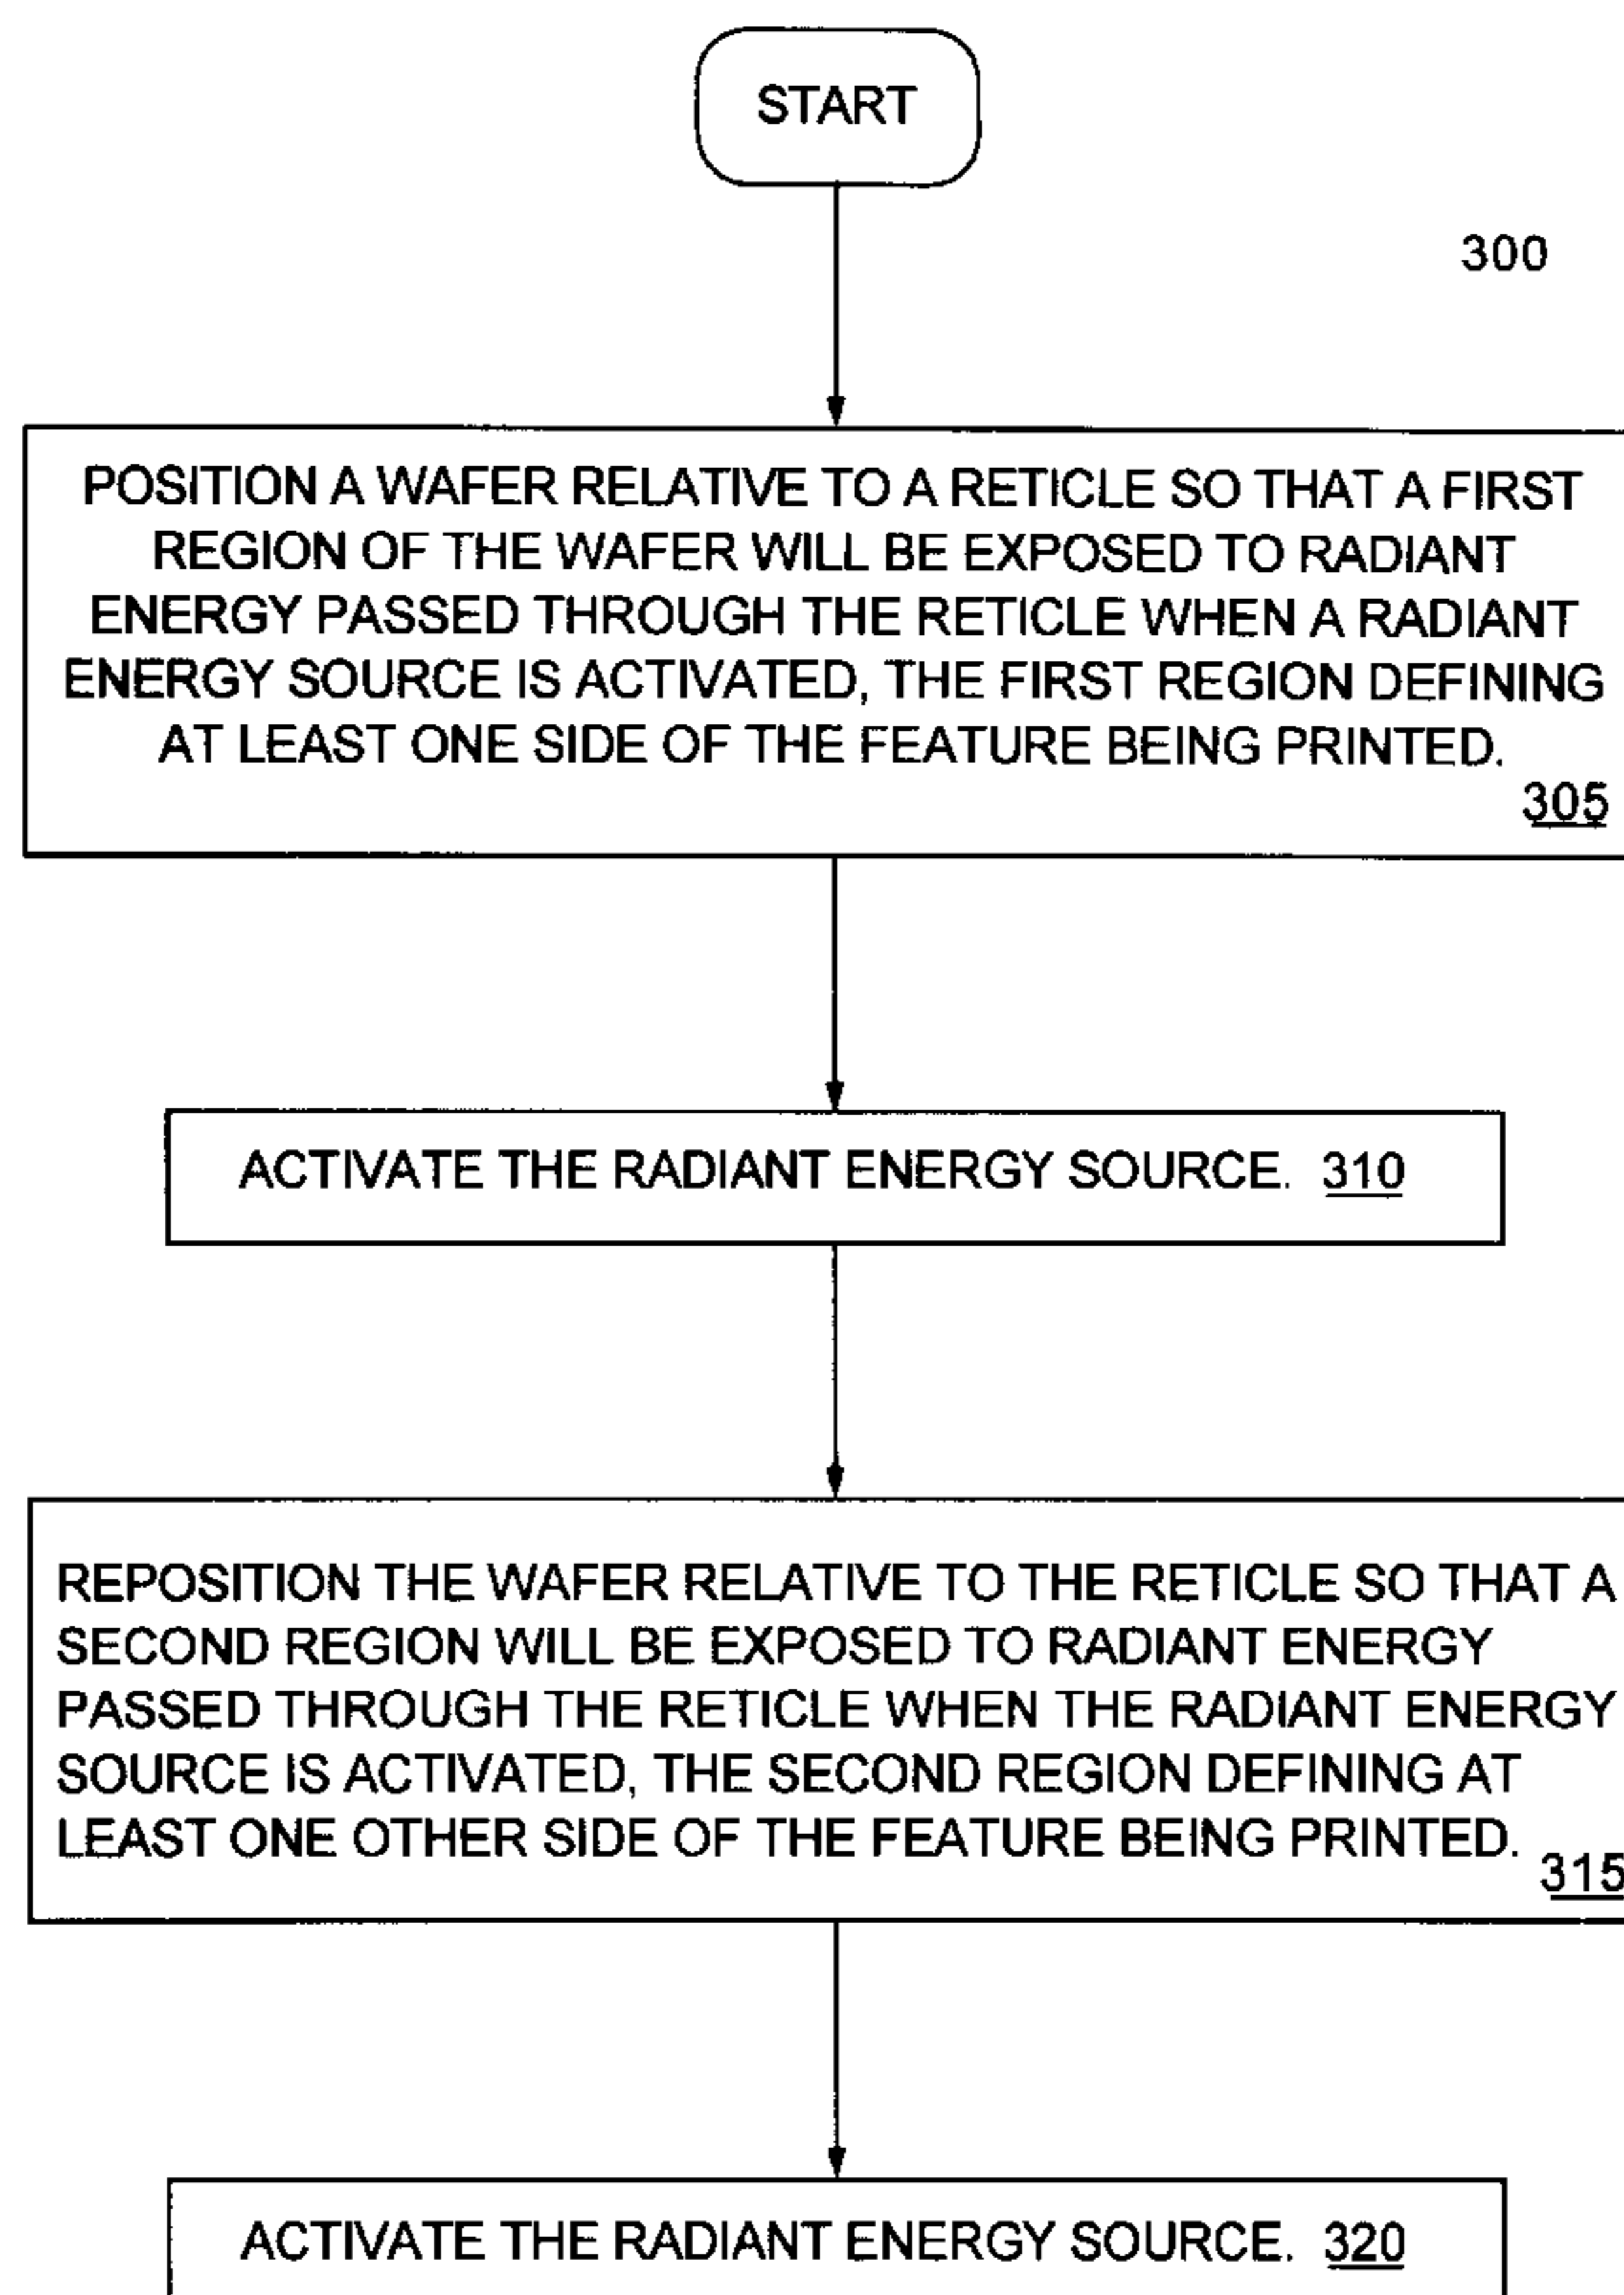 START
300
POSITION A WAFER RELATIVE TO A RETICLE SO THAT A FIRST
REGION OF THE WAFER WILL BE EXPOSED TO RADIANT
ENERGY PASSED THROUGH THE RETICLE WHEN A RADIANT
ENERGY SOURCE IS ACTIVATED, THE FIRST REGION DEFINING
AT LEAST ONE SIDE OF THE FEATURE BEING PRINTED.
305
ACTIVATE THE RADIANT ENERGY SOURCE. 310
REPOSITION THE WAFER RELATIVE TO THE RETICLE SO THAT A
SECOND REGION WILL BE EXPOSED TO RADIANT ENERGY
PASSED THROUGH THE RETICLE WHEN THE RADIANT ENERGY
SOURCE IS ACTIVATED, THE SECOND REGION DEFINING AT
LEAST ONE OTHER SIDE OF THE FEATURE BEING PRINTED.
315
ACTIVATE THE RADIANT ENERGY SOURCE. 320